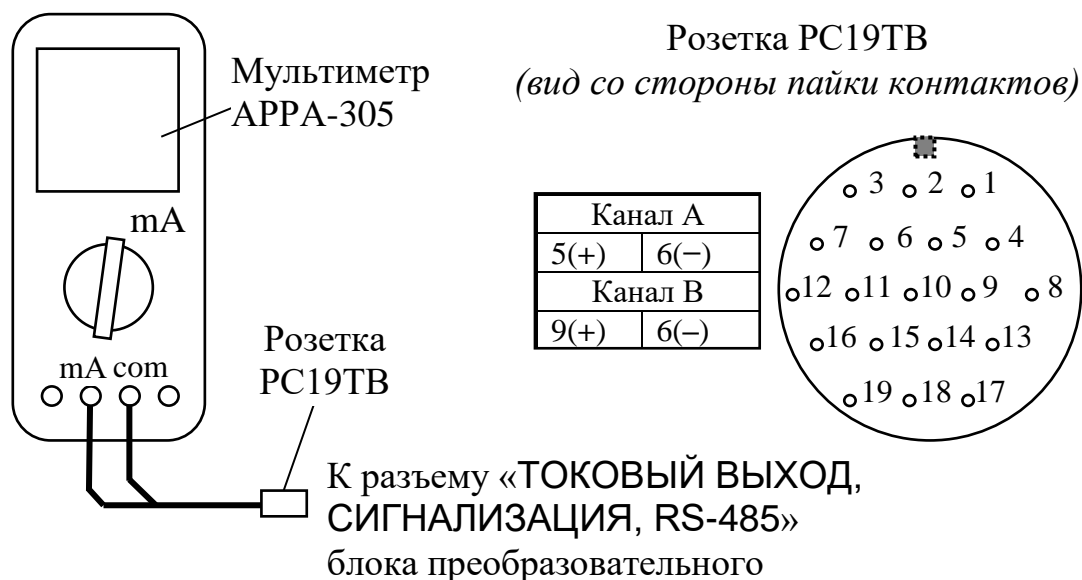 Мультиметр
АРРА-305
mA
mA com
Розетка
РС19ТВ
К разъему «ТОКОВЫЙ ВЫХОД,
СИГНАЛИЗАЦИЯ, RS-485»
блока преобразовательного
Розетка РС19ТВ
(вид со стороны пайки контактов)
Канал А
5(+) 6(−)
Канал В
9(+) 6(–)
3 2 1
7 6 5 4
12 11 10 9 8
16 15 14 13
19 18 17